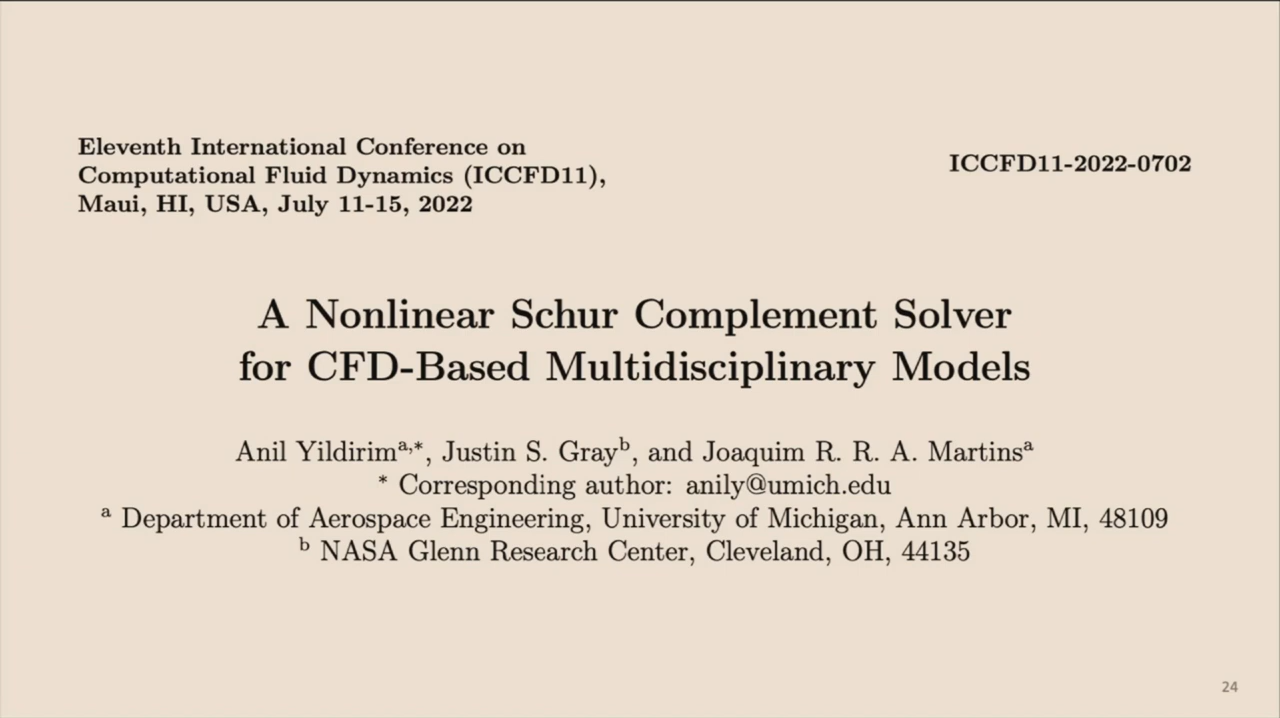 Eleventh International Conference on
Computational Fluid Dynamics (ICCFD11),
Maui, HI, USA, July 11-15, 2022
ICCFD11-2022-0702
A Nonlinear Schur Complement Solver
for CFD-Based Multidisciplinary Models
Anil Yildirimᵃ,*, Justin S. Grayᵇ, and Joaquim R. R. A. Martinsᵃ
* Corresponding author: anily@umich.edu
ᵃ Department of Aerospace Engineering, University of Michigan, Ann Arbor, MI, 48109
ᵇ NASA Glenn Research Center, Cleveland, OH, 44135
24